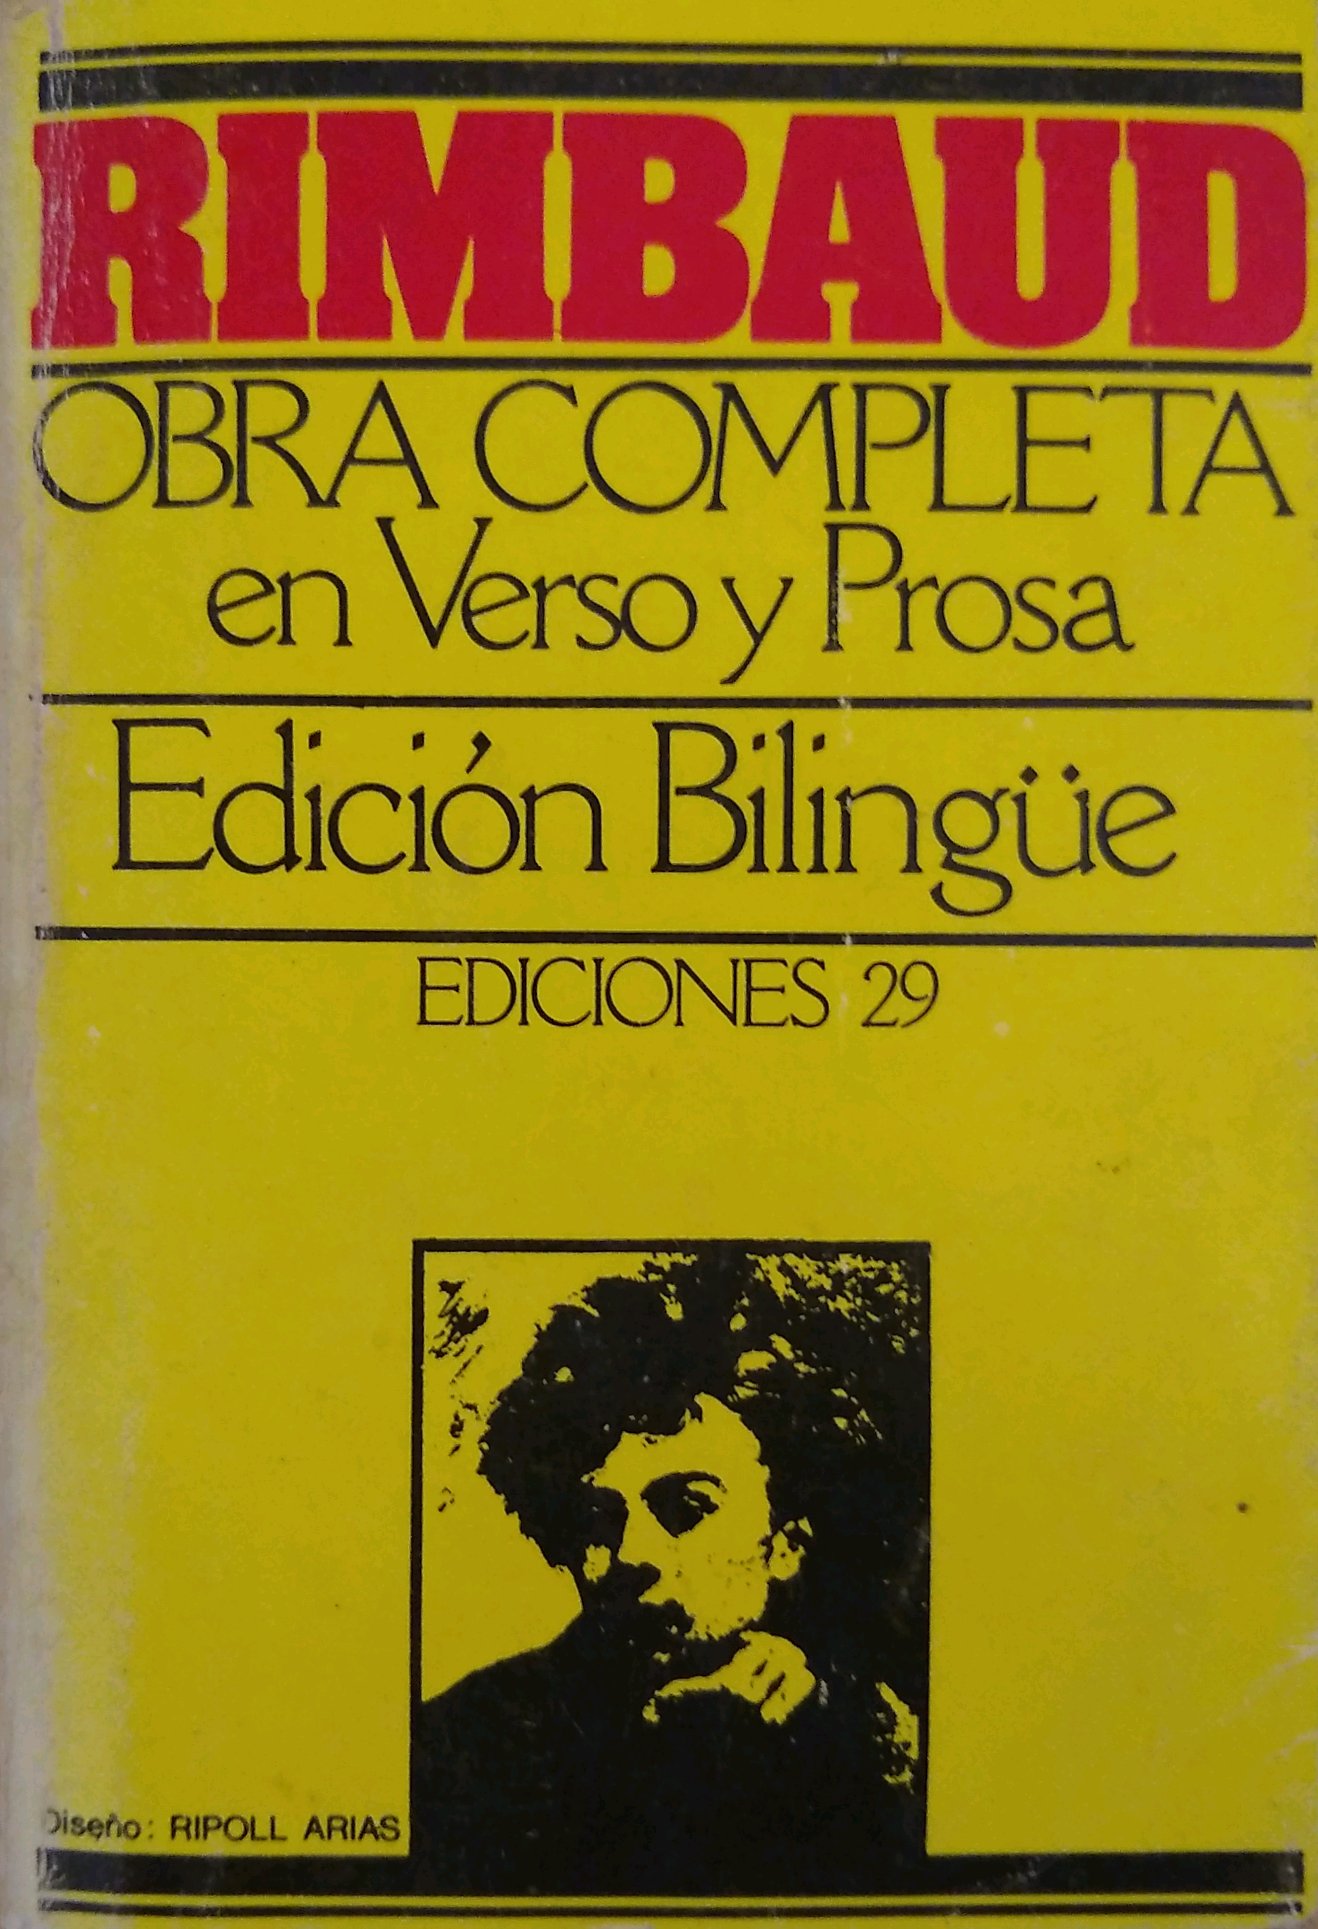 RIMBAUD
OBRA COMPLETA
en Verso y Prosa
Edición Bilingüe
EDICIONES 29
Diseño: RIPOLL ARIAS